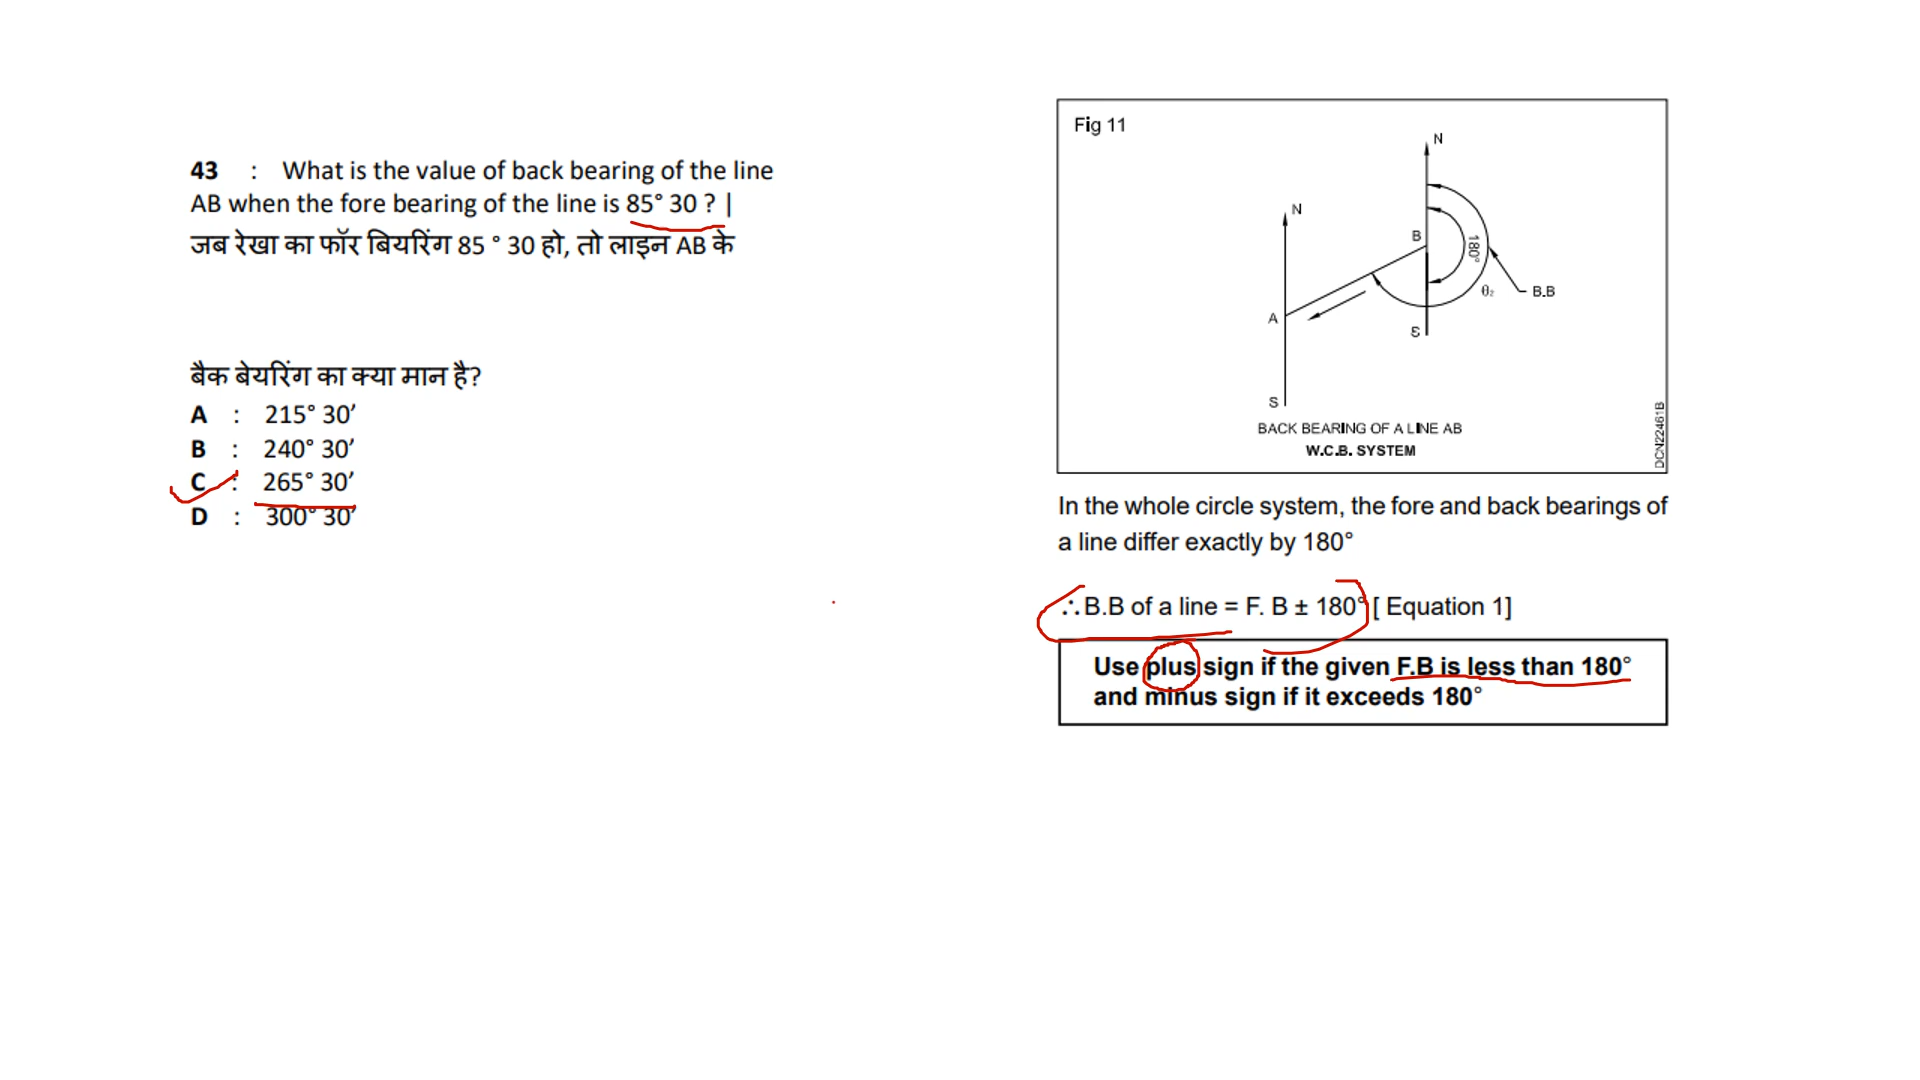 43 : What is the value of back bearing of the line
AB when the fore bearing of the line is 85° 30 ? |
जब रेखा का फॉर बियरिंग 85 ° 30 हो, तो लाइन AB के
बैक बेयरिंग का क्या मान है?
A : 215° 30’
B : 240° 30’
C : 265° 30’
D : 300° 30’
Fig 11
N
N
B
180°
θ₂
B.B
A
S
S
BACK BEARING OF A LINE AB
W.C.B. SYSTEM
DCN22461B
In the whole circle system, the fore and back bearings of
a line differ exactly by 180°
∴ B.B of a line = F. B ± 180° [ Equation 1]
Use plus sign if the given F.B is less than 180°
and minus sign if it exceeds 180°